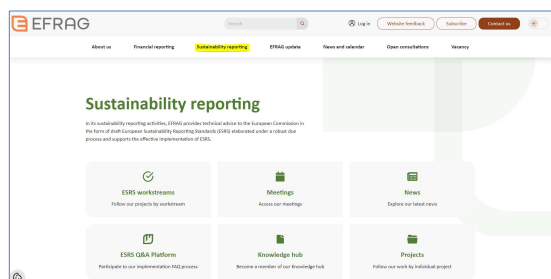 EFRAG
Search
Log in
Website feedback
Subscribe
Contact us
About us
Financial reporting
Sustainability reporting
EFRAG update
News and calendar
Open consultations
Vacancy
Sustainability reporting
In its sustainability reporting activities, EFRAG provides technical advice to the European Commission in
the form of draft European Sustainability Reporting Standards (ESRS) elaborated under a robust due
process and supports the effective implementation of ESRS.
ESRS workstreams
Follow our projects by workstream
Meetings
Access our meetings
News
Explore our latest news
ESRS Q&A Platform
Participate to our implementation FAQ process
Knowledge hub
Become a member of our Knowledge hub
Projects
Follow our work by individual project